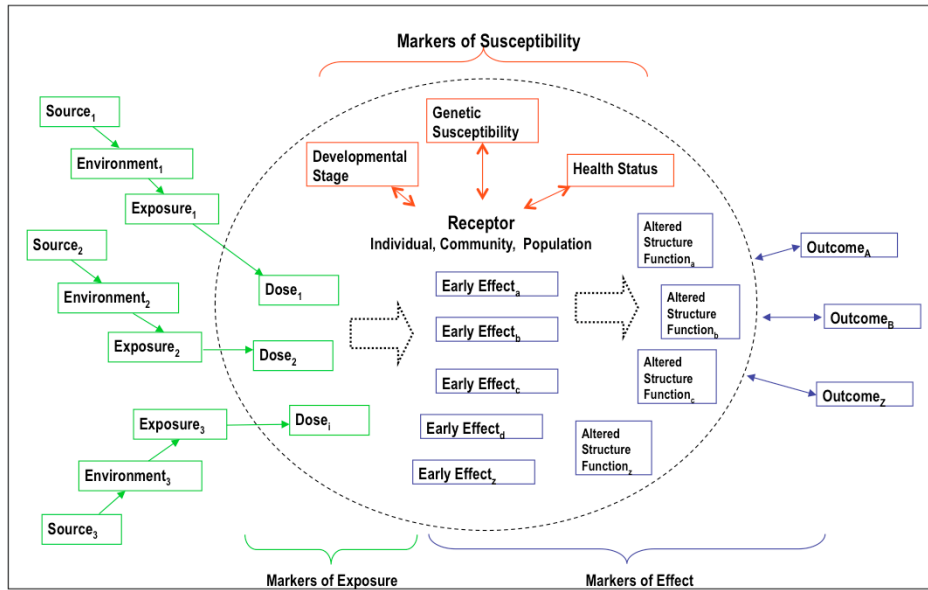 Markers of Susceptibility
Source1
Genetic
Susceptibility
Environment1
Developmental
Stage
Health Status
Exposure1
Receptor
Individual, Community, Population
Altered
Structure
Functiona
Source2
OutcomeA
Dose1
Early Effecta
Environment2
Altered
Structure
Functionb
OutcomeB
Early Effectb
Exposure2
Dose2
Altered
Structure
Functionc
Early Effectc
OutcomeZ
Exposure3
Dosei
Early Effectd
Altered
Structure
Functionz
Environment3
Early Effectz
Source3
Markers of Exposure
Markers of Effect